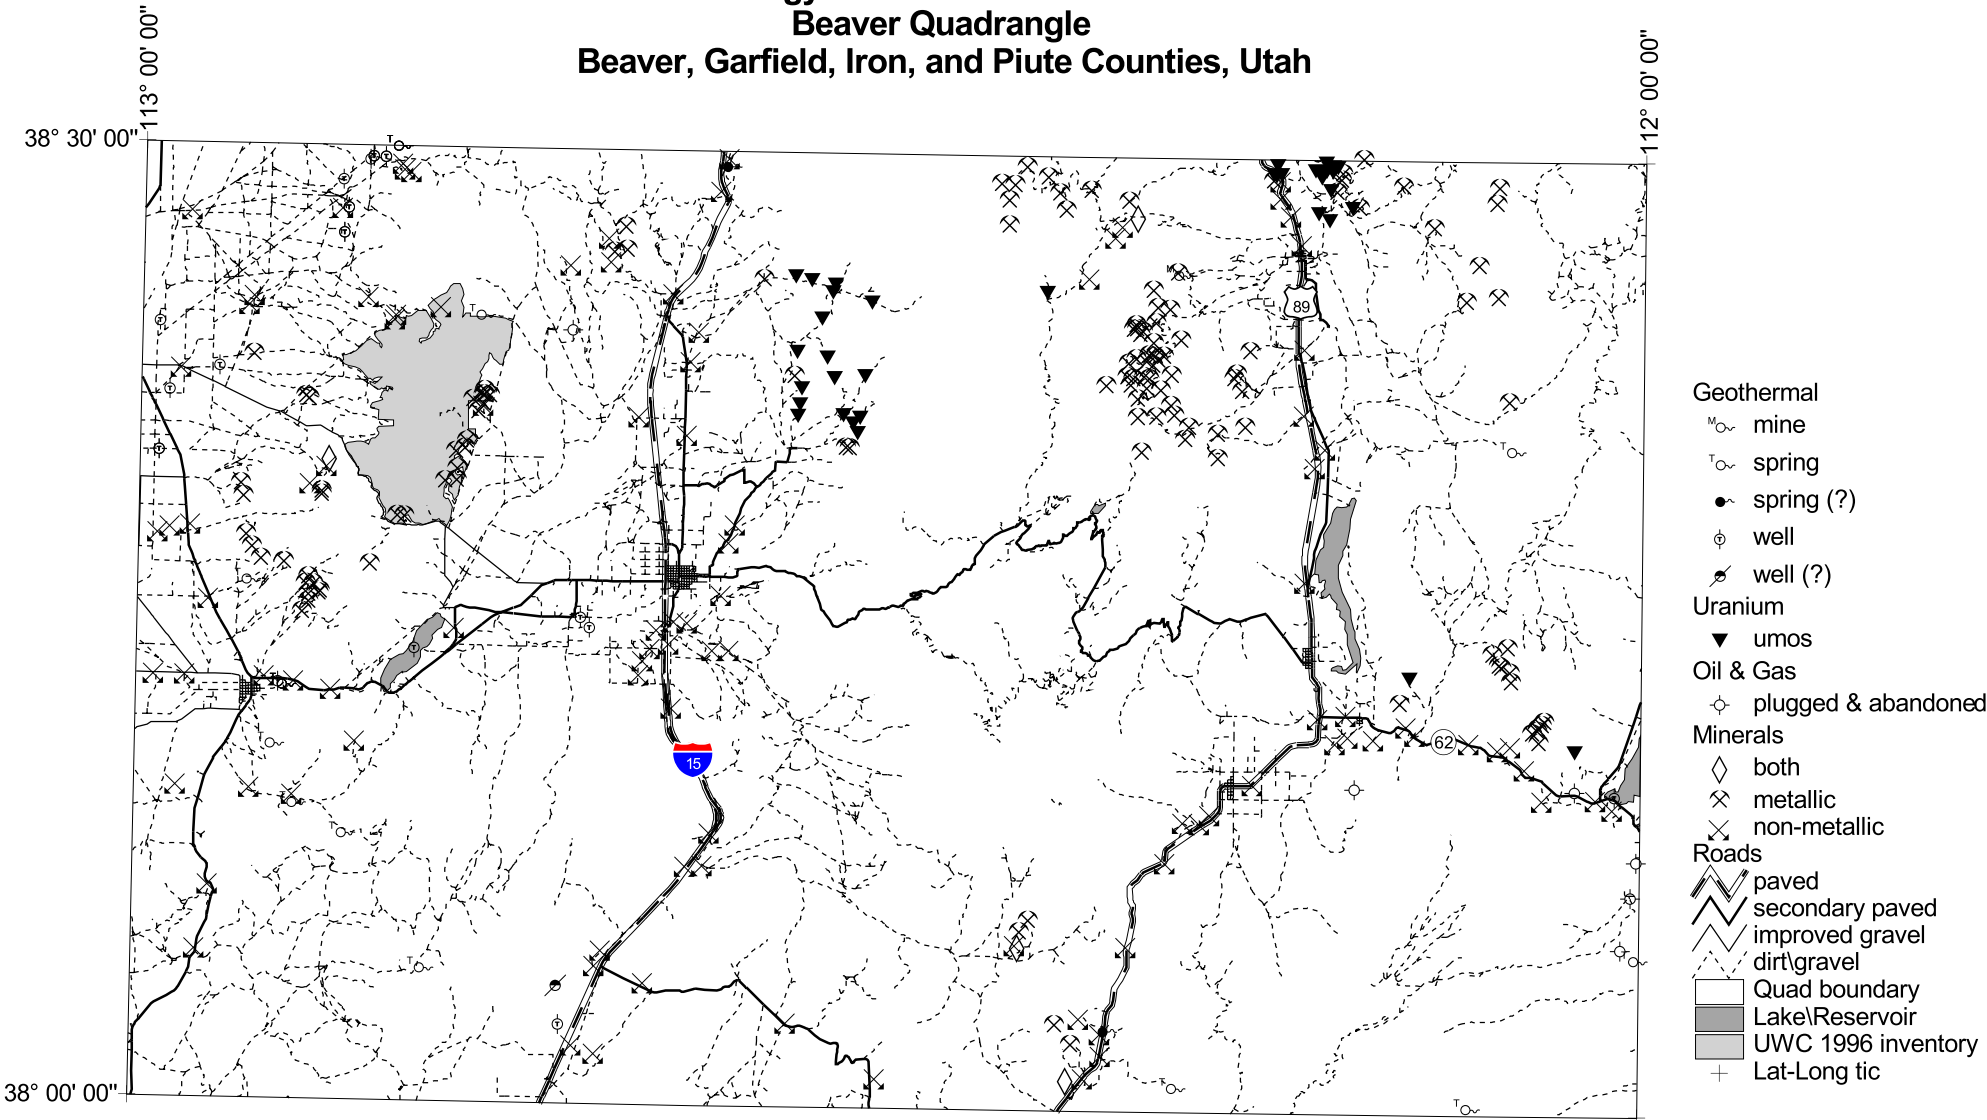 Beaver Quadrangle
Beaver, Garfield, Iron, and Piute Counties, Utah
113° 00' 00"
112° 00' 00"
38° 30' 00"
38° 00' 00"
89
62
15
Geothermal
M mine
T spring
spring (?)
T well
well (?)
Uranium
umos
Oil & Gas
plugged & abandoned
Minerals
both
metallic
non-metallic
Roads
paved
secondary paved
improved gravel
dirt\gravel
Quad boundary
Lake\Reservoir
UWC 1996 inventory
Lat-Long tic